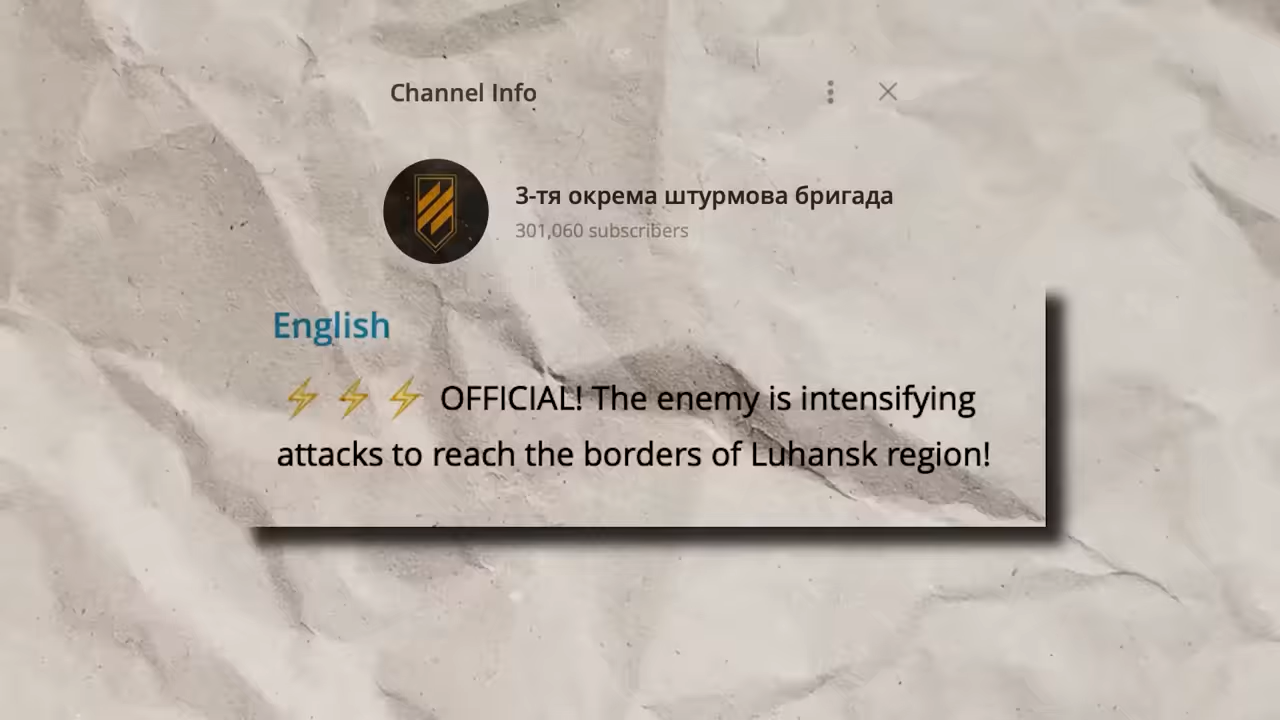 Channel Info
3-тя окрема штурмова бригада
301,060 subscribers
English
⚡⚡⚡ OFFICIAL! The enemy is intensifying
attacks to reach the borders of Luhansk region!